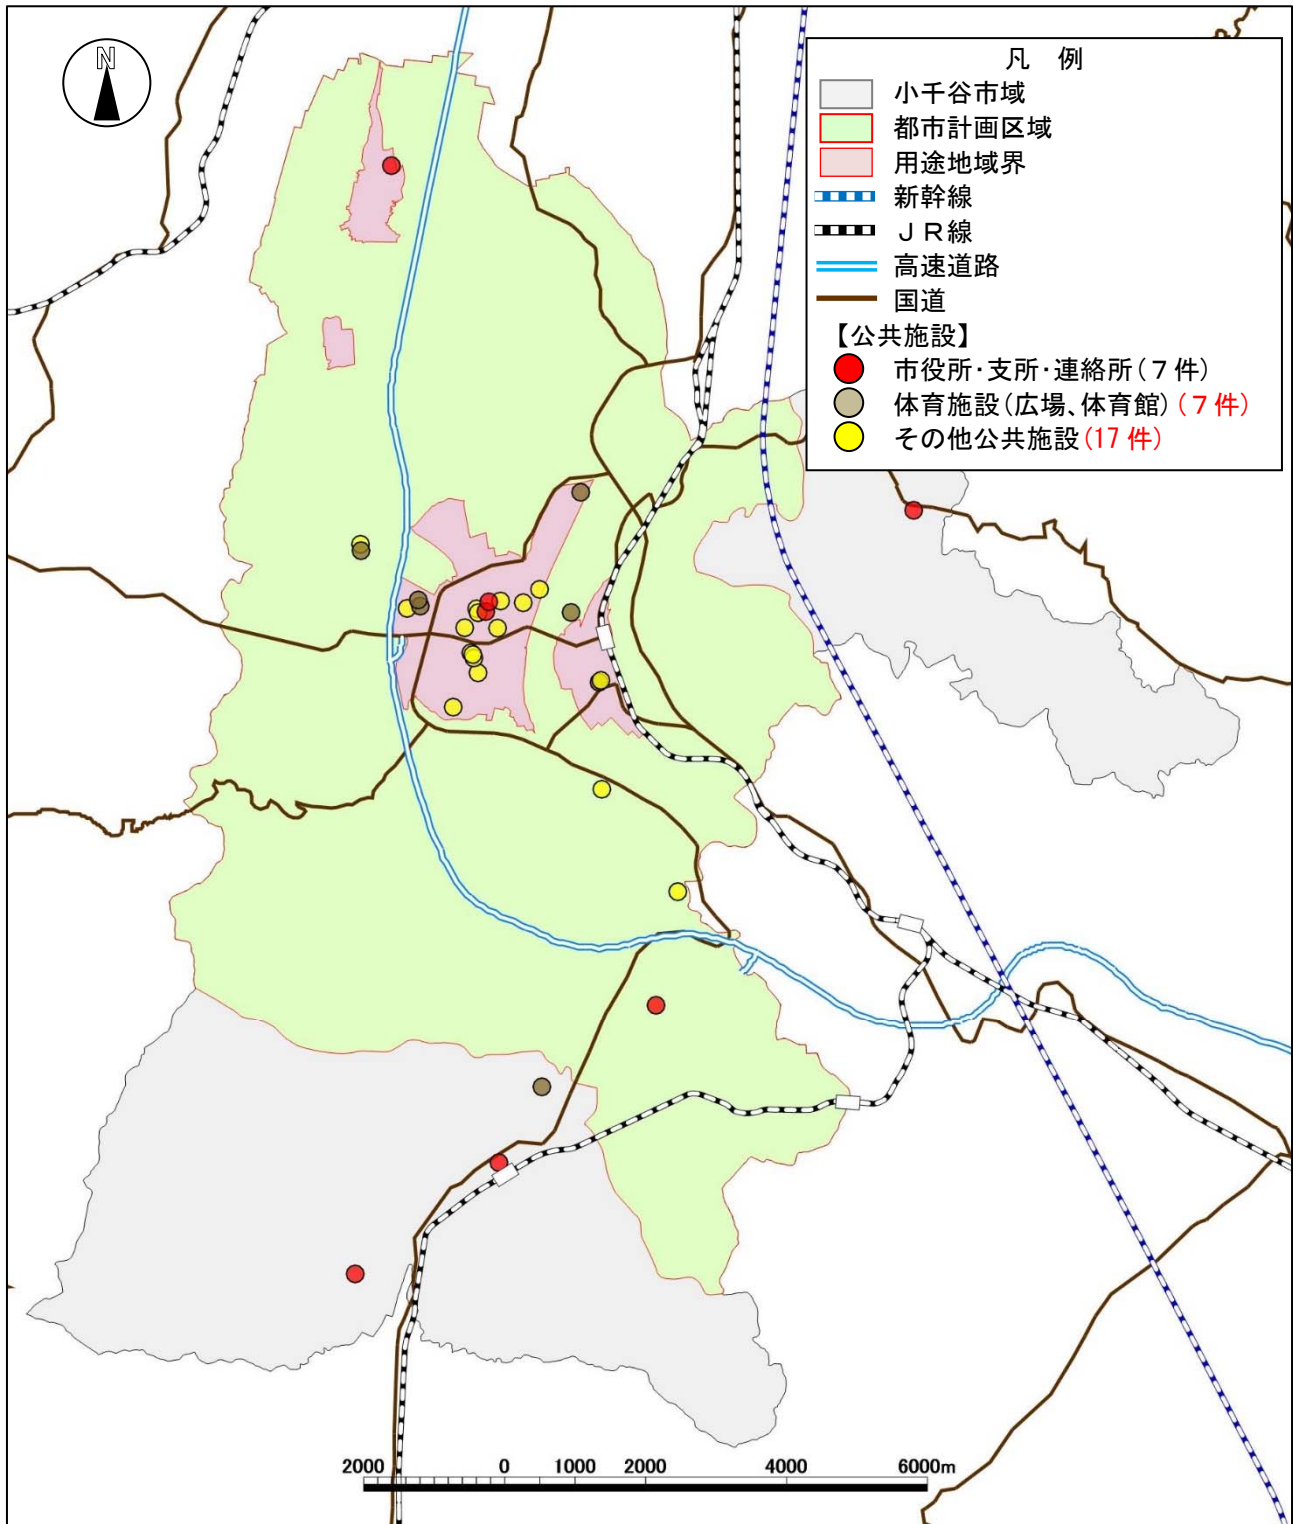 N
凡 例
小千谷市域
都市計画区域
用途地域界
新幹線
ＪＲ線
高速道路
国道
【公共施設】
市役所・支所・連絡所（７件）
体育施設（広場、体育館）（７件）
その他公共施設(17件)
2000 0 1000 2000 4000 6000m